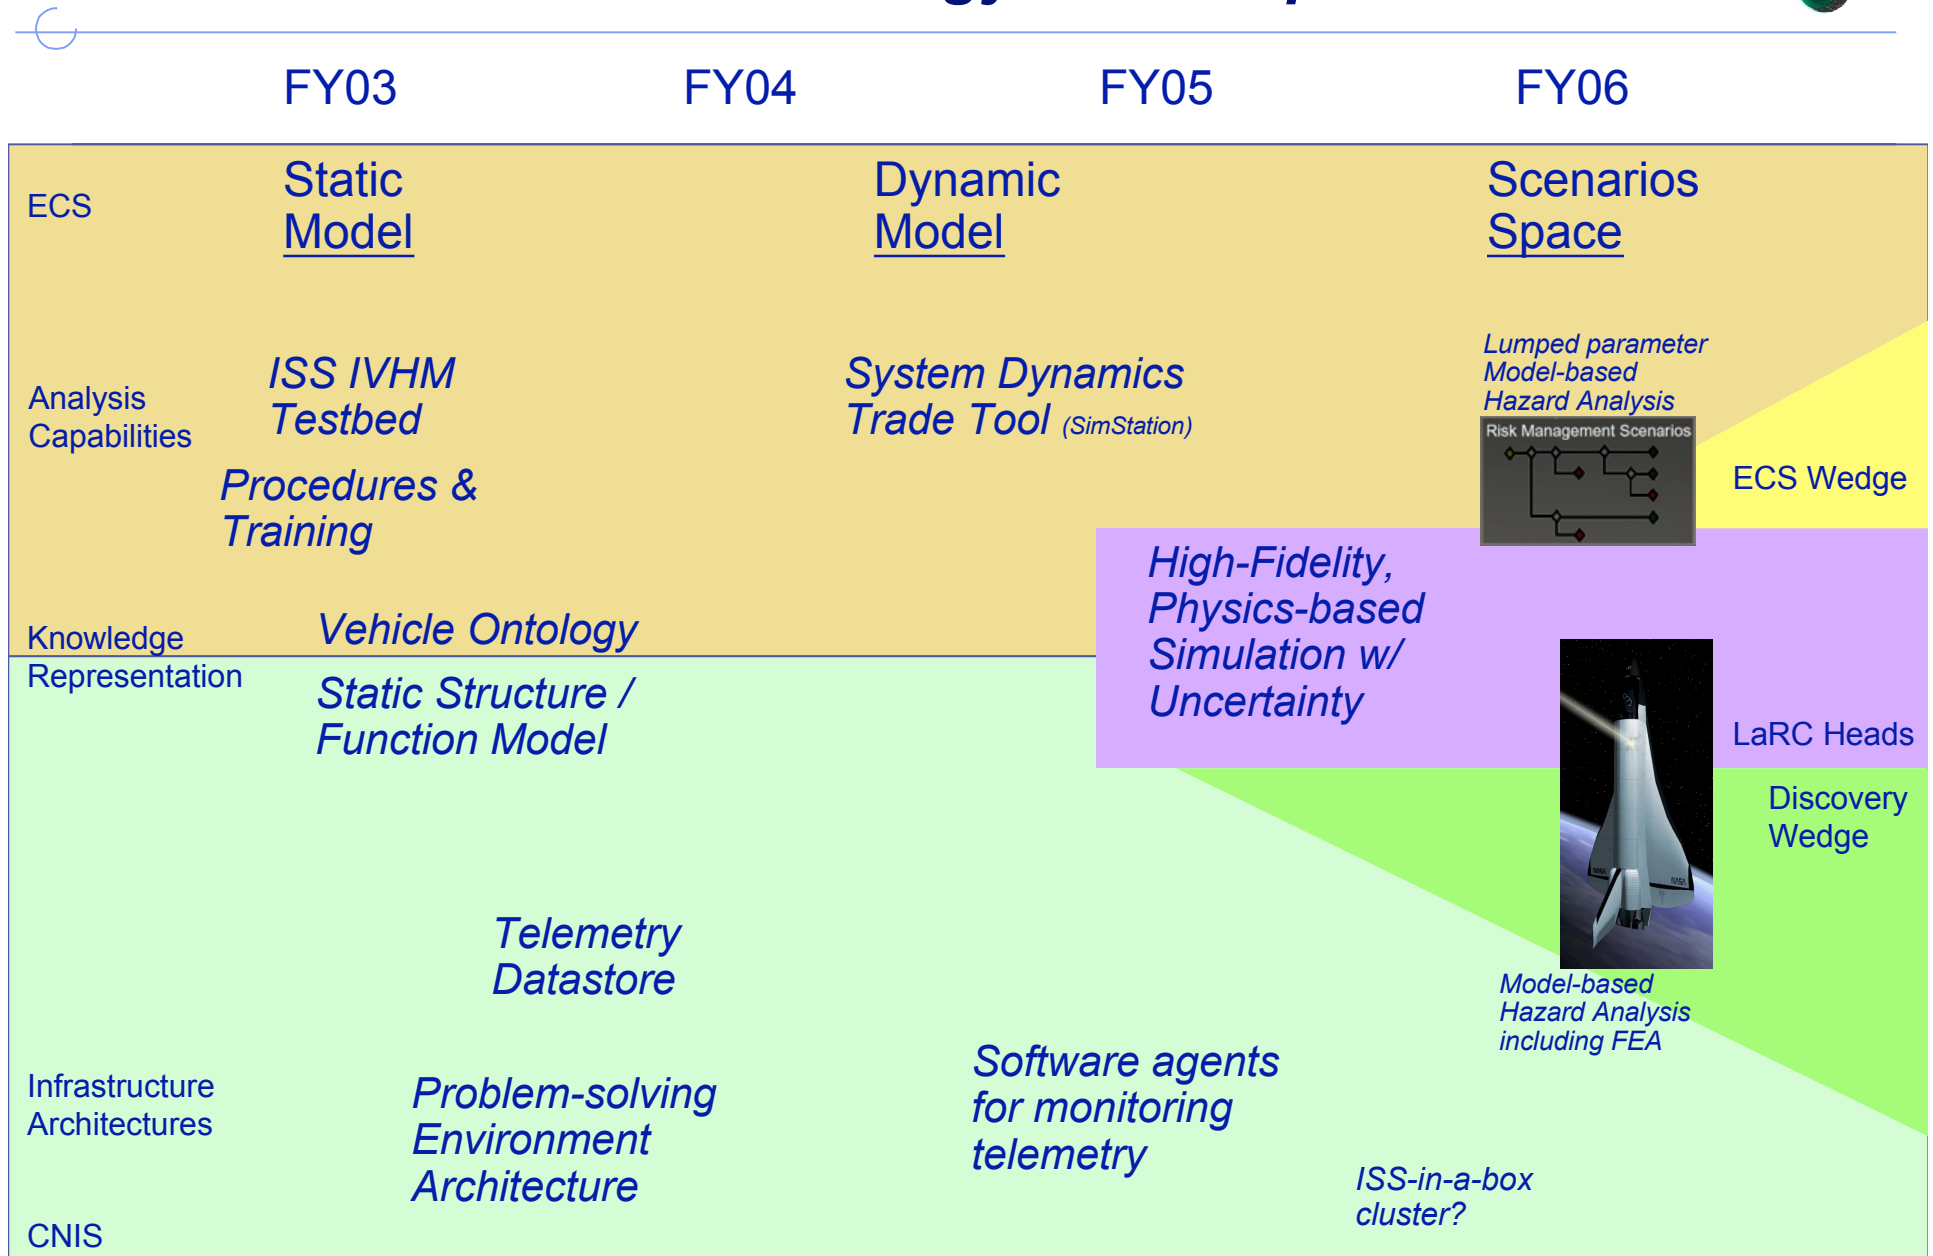 FY03 FY04 FY05 FY06
ECS
Static
Model
Dynamic
Model
Scenarios
Space
Analysis
Capabilities
ISS IVHM
Testbed
System Dynamics
Trade Tool (SimStation)
Lumped parameter
Model-based
Hazard Analysis
Risk Management Scenarios
ECS Wedge
Procedures &
Training
High-Fidelity,
Physics-based
Simulation w/
Uncertainty
Knowledge
Representation
Vehicle Ontology
Static Structure /
Function Model
LaRC Heads
Discovery
Wedge
NASA
NASA
Telemetry
Datastore
Model-based
Hazard Analysis
including FEA
Infrastructure
Architectures
Problem-solving
Environment
Architecture
Software agents
for monitoring
telemetry
ISS-in-a-box
cluster?
CNIS